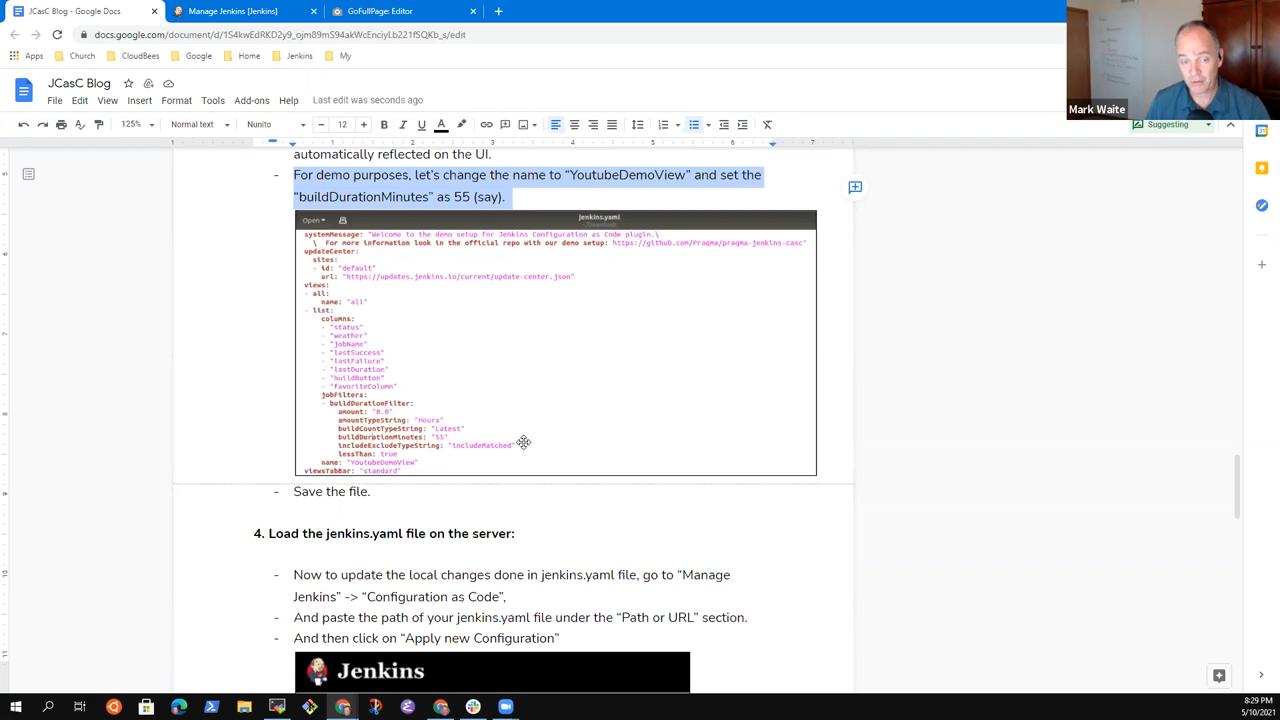 JCasC Blog - Google Docs
Manage Jenkins [Jenkins]
GoFullPage: Editor
docs.google.com/document/d/1S4kwEdRKD2y9_ojm89mS94akWcEnciyLb221fSQKb_s/edit
Apps
Church
CloudBees
Google
Home
Jenkins
My
Mark Waite
JCasC Blog
File Edit View Insert Format Tools Add-ons Help Last edit was seconds ago
125% Normal text Nunito 12 Suggesting
automatically reflected on the UI.
- For demo purposes, let's change the name to “YoutubeDemoView” and set the
“buildDurationMinutes” as 55 (say).
Open
jenkins.yaml
systemMessage: "Welcome to the demo setup for Jenkins Configuration as Code plugin.\
\ For more information look in the official repo with our demo setup: https://github.com/Praqma/praqma-jenkins-casc"
updateCenter:
sites:
- id: "default"
url: "https://updates.jenkins.io/current/update-center.json"
views:
- all:
name: "all"
- list:
columns:
- "status"
- "weather"
- "jobName"
- "lastSuccess"
- "lastFailure"
- "lastDuration"
- "buildButton"
- "favoriteColumn"
jobFilters:
- buildDurationFilter:
amount: "0.0"
amountTypeString: "Hours"
buildCountTypeString: "Latest"
buildDurationMinutes: "55"
includeExcludeTypeString: "includeMatched"
lessThan: true
name: "YoutubeDemoView"
viewsTabBar: "standard"
- Save the file.
4. Load the jenkins.yaml file on the server:
- Now to update the local changes done in jenkins.yaml file, go to “Manage
Jenkins” -> “Configuration as Code”,
- And paste the path of your jenkins.yaml file under the “Path or URL” section.
- And then click on “Apply new Configuration”
Jenkins
8:29 PM
5/10/2021